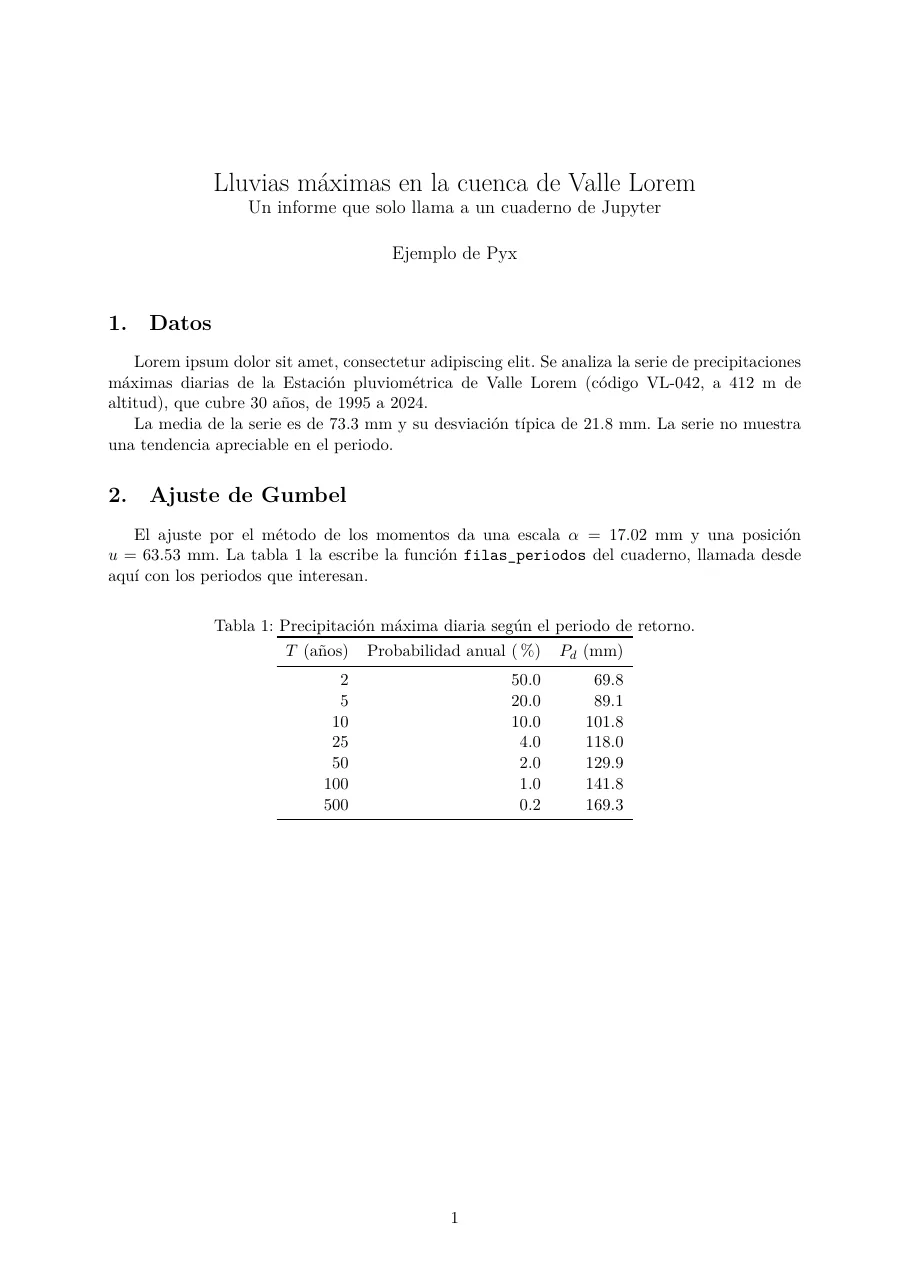 Lluvias máximas en la cuenca de Valle Lorem
Un informe que solo llama a un cuaderno de Jupyter
Ejemplo de Pyx
1. Datos
Lorem ipsum dolor sit amet, consectetur adipiscing elit. Se analiza la serie de precipitaciones
máximas diarias de la Estación pluviométrica de Valle Lorem (código VL-042, a 412 m de
altitud), que cubre 30 años, de 1995 a 2024.
La media de la serie es de 73.3 mm y su desviación típica de 21.8 mm. La serie no muestra
una tendencia apreciable en el periodo.
2. Ajuste de Gumbel
El ajuste por el método de los momentos da una escala α = 17.02 mm y una posición
u = 63.53 mm. La tabla 1 la escribe la función filas_periodos del cuaderno, llamada desde
aquí con los periodos que interesan.
Tabla 1: Precipitación máxima diaria según el periodo de retorno.
T (años) Probabilidad anual ( %) P_d (mm)
2 50.0 69.8
5 20.0 89.1
10 10.0 101.8
25 4.0 118.0
50 2.0 129.9
100 1.0 141.8
500 0.2 169.3
1